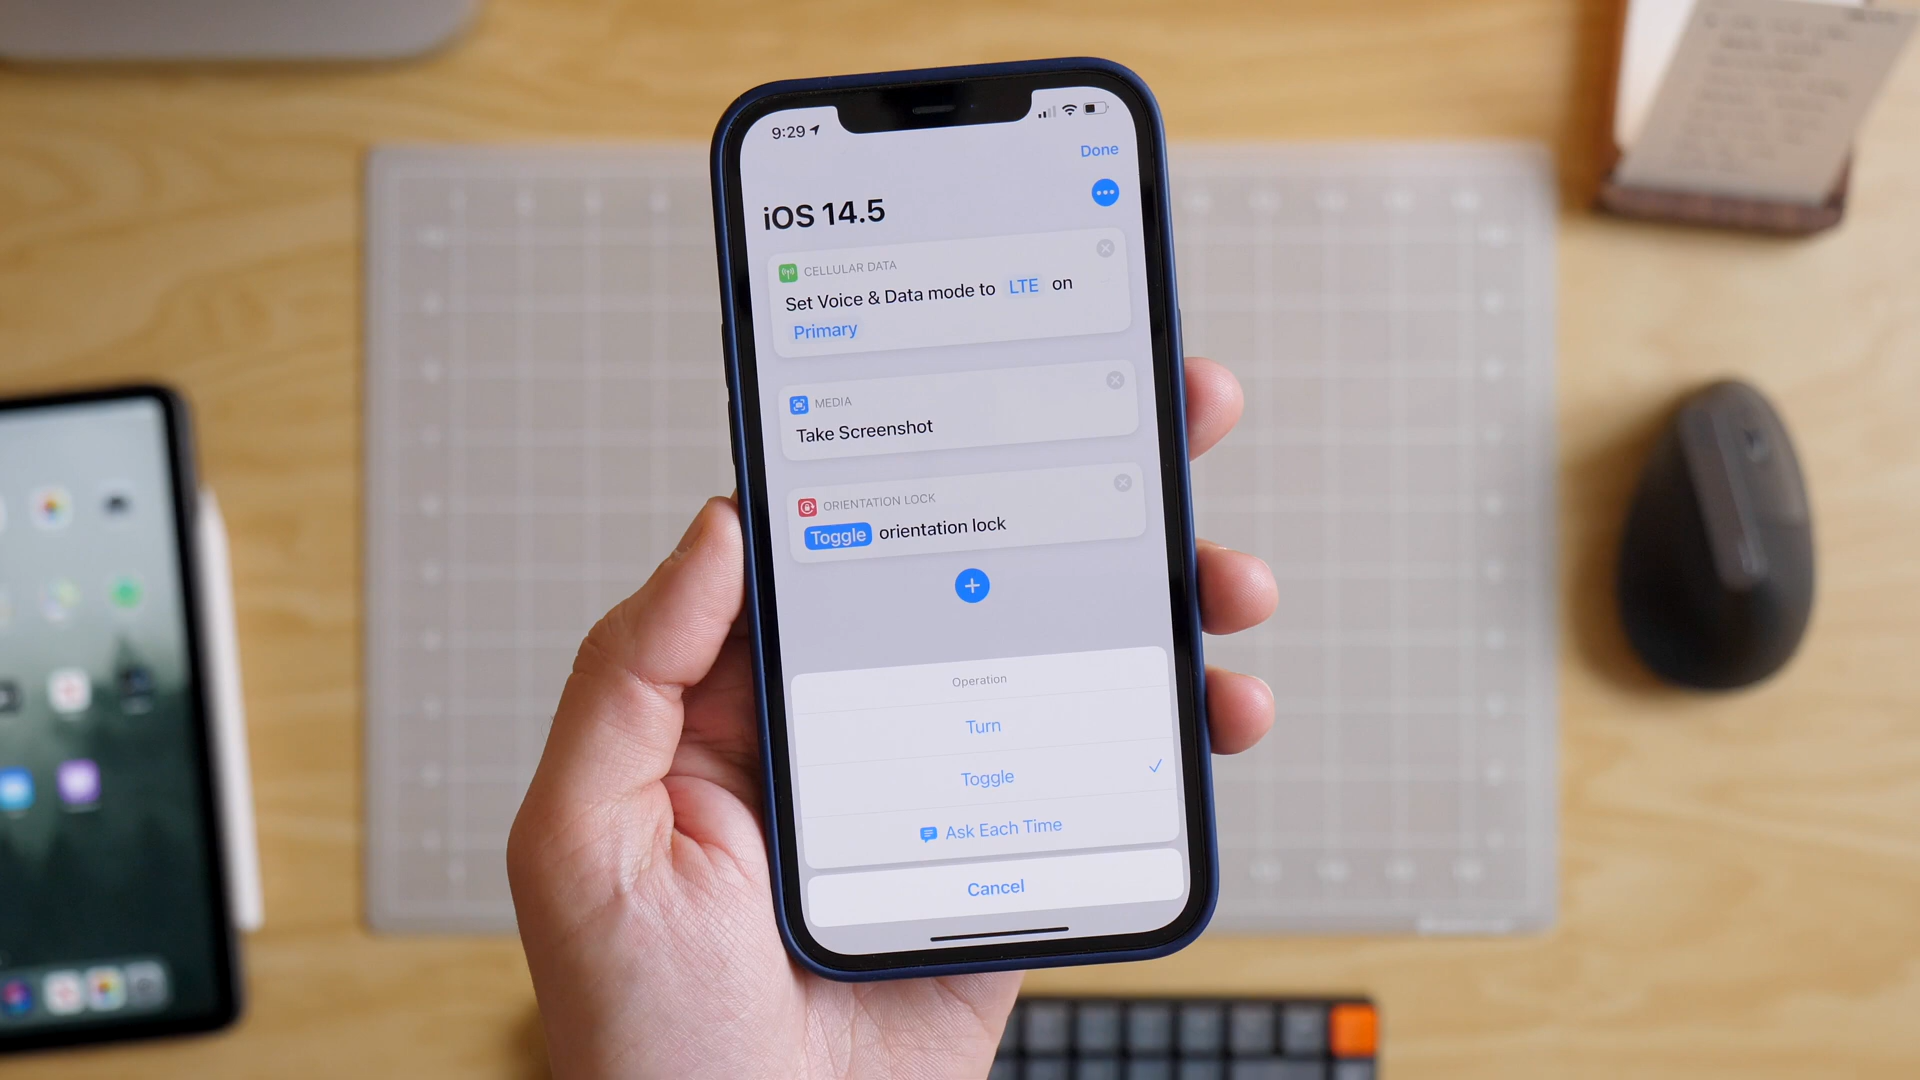 9:29
Done
iOS 14.5
CELLULAR DATA
Set Voice & Data mode to LTE on
Primary
MEDIA
Take Screenshot
ORIENTATION LOCK
Toggle orientation lock
Operation
Turn
Toggle
Ask Each Time
Cancel